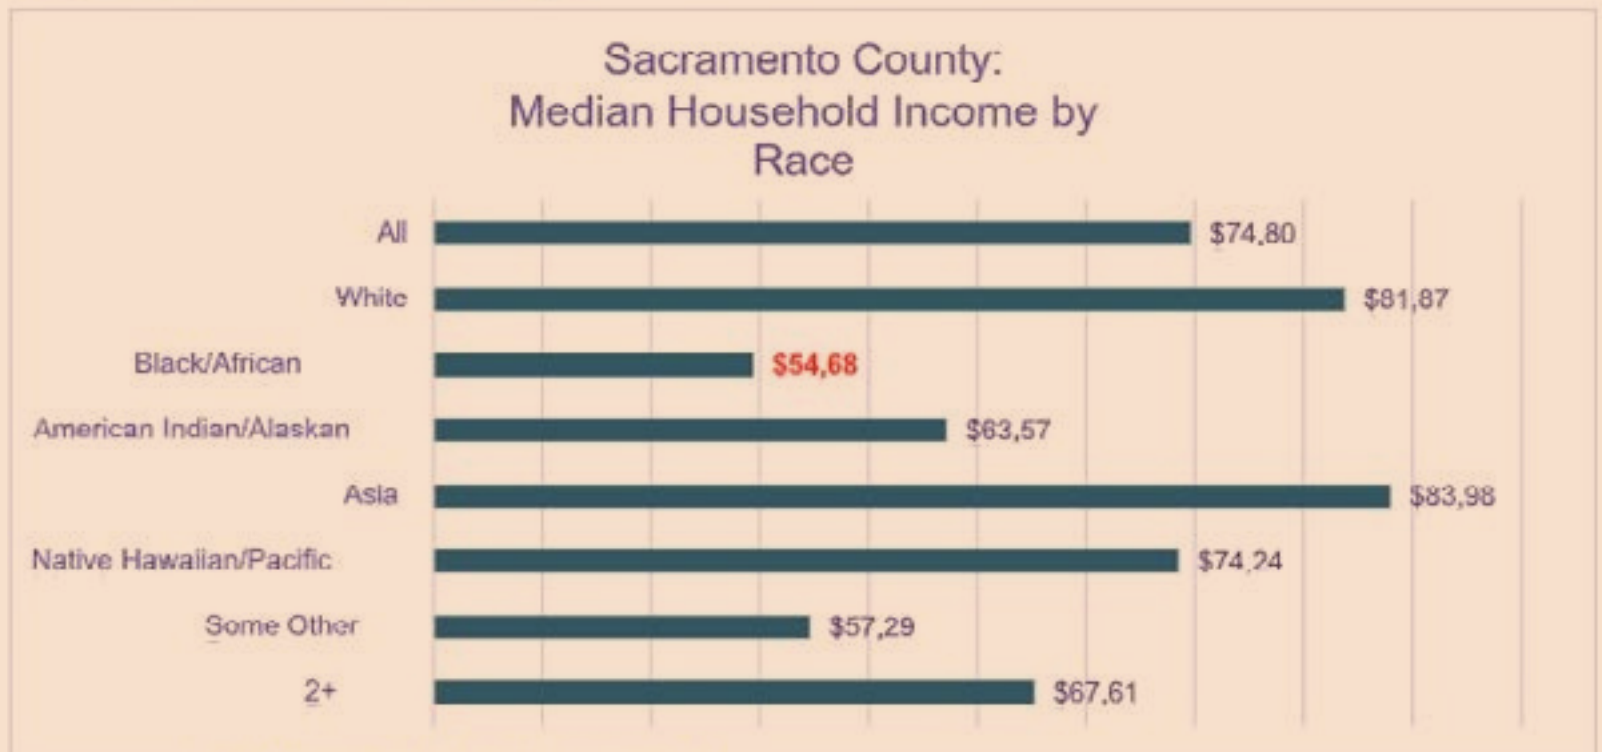 Sacramento County:
Median Household Income by
Race
All $74,80
White $81,87
Black/African $54,68
American Indian/Alaskan $63,57
Asia $83,98
Native Hawaiian/Pacific $74,24
Some Other $57,29
2+ $67,61